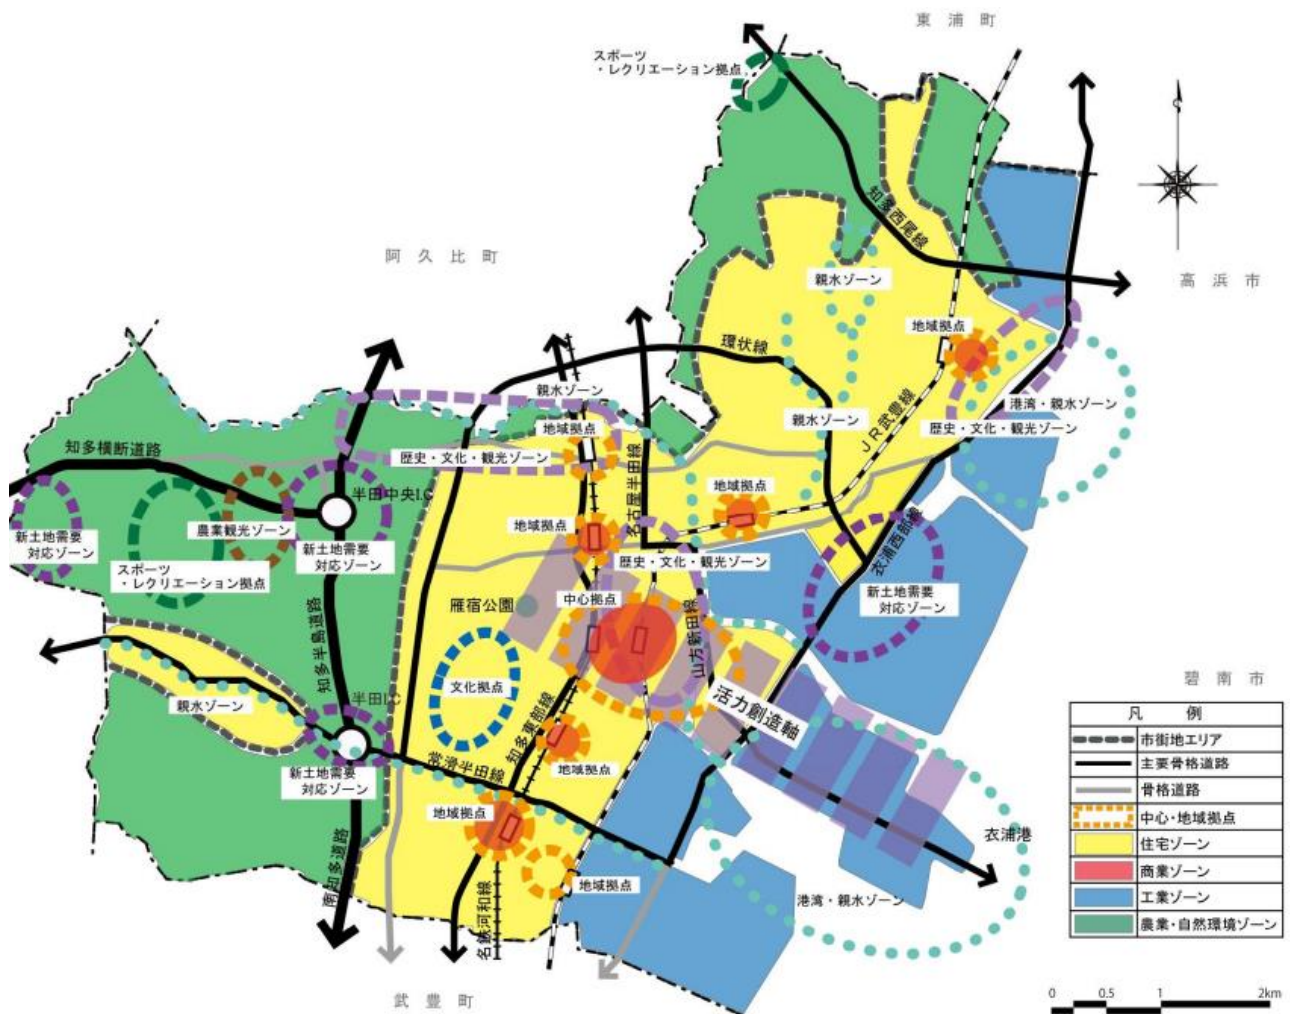 東浦町
スポーツ
・レクリエーション拠点
知多西尾線
阿久比町
親水ゾーン
高浜市
地域拠点
環状線
親水ゾーン
港湾・親水ゾーン
地域拠点
親水ゾーン
JR武豊線
歴史・文化・観光ゾーン
知多横断道路
歴史・文化・観光ゾーン
名古屋半田線
地域拠点
半田中央I.C
農業観光ゾーン
地域拠点
新土地需要
対応ゾーン
新土地需要
対応ゾーン
衣浦西部線
歴史・文化・観光ゾーン
スポーツ
・レクリエーション拠点
新土地需要
対応ゾーン
雁宿公園
中心拠点
知多半島道路
山方新田線
文化拠点
碧南市
半田I.C
親水ゾーン
活力創造軸
知多東部線
常滑半田線
新土地需要
対応ゾーン
地域拠点
地域拠点
衣浦港
南知多道路
地域拠点
港湾・親水ゾーン
名鉄河和線
武豊町
凡例
市街地エリア
主要骨格道路
骨格道路
中心・地域拠点
住宅ゾーン
商業ゾーン
工業ゾーン
農業・自然環境ゾーン
0 0.5 1 2km